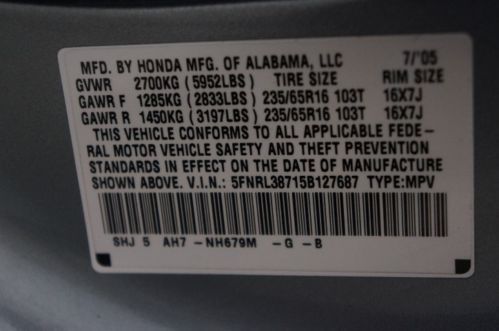 MFD. BY HONDA MFG. OF ALABAMA, LLC 7/'05
GVWR 2700KG (5952LBS) TIRE SIZE RIM SIZE
GAWR F 1285KG (2833LBS) 235/65R16 103T 16X7J
GAWR R 1450KG (3197LBS) 235/65R16 103T 16X7J
THIS VEHICLE CONFORMS TO ALL APPLICABLE FEDE-
RAL MOTOR VEHICLE SAFETY AND THEFT PREVENTION
STANDARDS IN EFFECT ON THE DATE OF MANUFACTURE
SHOWN ABOVE. V.I.N.: 5FNRL38715B127687 TYPE:MPV
SHJ 5 AH7 -NH679M -G -B